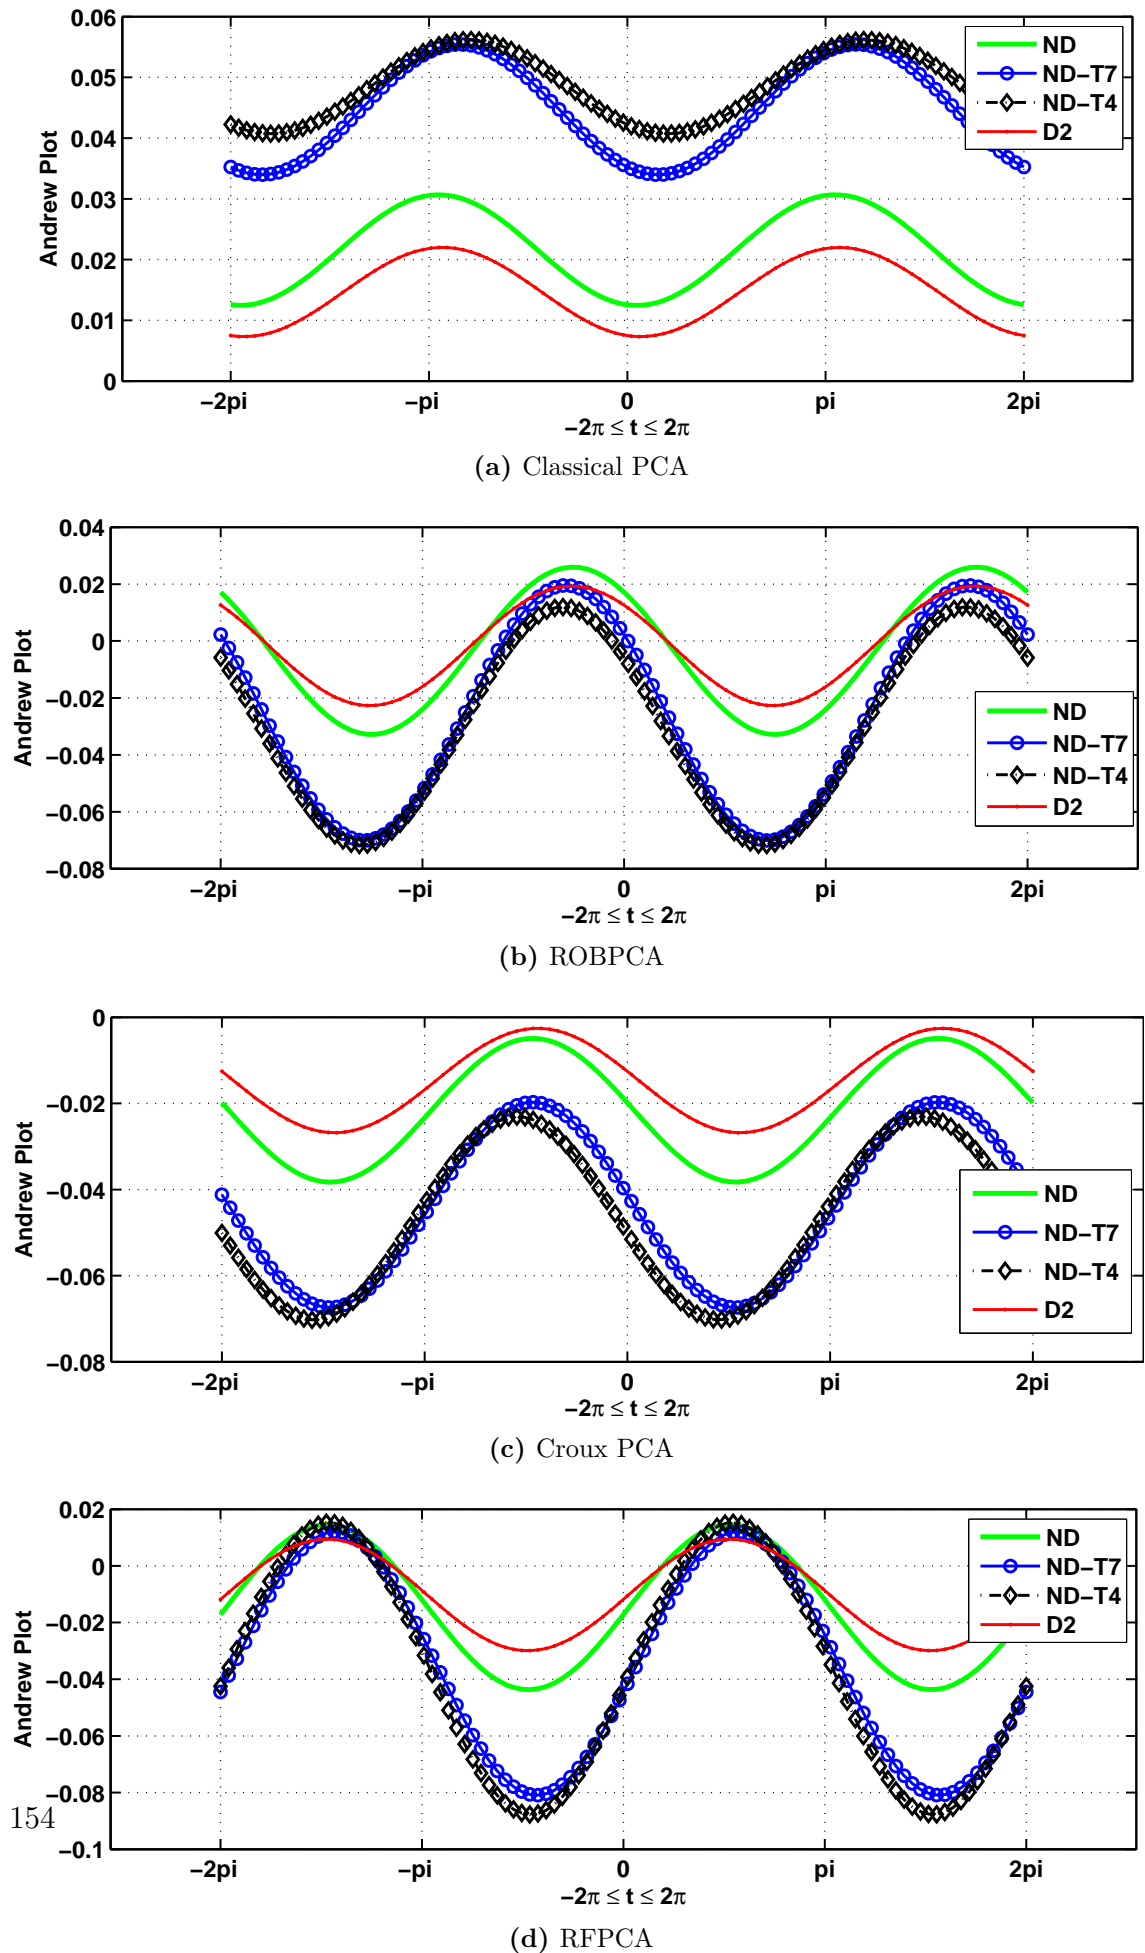 0.06
0.05
0.04
0.03
0.02
0.01
0
Andrew Plot
ND
ND−T7
ND−T4
D2
−2pi −pi 0 pi 2pi
−2π ≤ t ≤ 2π
(a) Classical PCA
0.04
0.02
0
−0.02
−0.04
−0.06
−0.08
Andrew Plot
ND
ND−T7
ND−T4
D2
−2pi −pi 0 pi 2pi
−2π ≤ t ≤ 2π
(b) ROBPCA
0
−0.02
−0.04
−0.06
−0.08
Andrew Plot
ND
ND−T7
ND−T4
D2
−2pi −pi 0 pi 2pi
−2π ≤ t ≤ 2π
(c) Croux PCA
0.02
0
−0.02
−0.04
−0.06
−0.08
−0.1
Andrew Plot
ND
ND−T7
ND−T4
D2
154
−2pi −pi 0 pi 2pi
−2π ≤ t ≤ 2π
(d) RFPCA